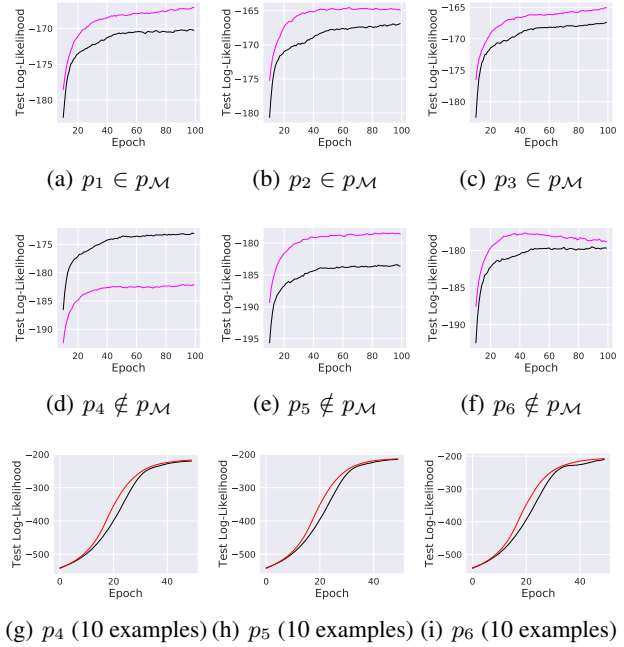 Test Log-Likelihood
−170
−175
−180
20 40 60 80 100
Epoch
(a) p₁ ∈ p_ℳ
Test Log-Likelihood
−165
−170
−175
−180
20 40 60 80 100
Epoch
(b) p₂ ∈ p_ℳ
Test Log-Likelihood
−165
−170
−175
−180
20 40 60 80 100
Epoch
(c) p₃ ∈ p_ℳ
Test Log-Likelihood
−175
−180
−185
−190
20 40 60 80 100
Epoch
(d) p₄ ∉ p_ℳ
Test Log-Likelihood
−180
−185
−190
−195
20 40 60 80 100
Epoch
(e) p₅ ∉ p_ℳ
Test Log-Likelihood
−180
−185
−190
20 40 60 80 100
Epoch
(f) p₆ ∉ p_ℳ
Test Log-Likelihood
−200
−300
−400
−500
0 20 40
Epoch
(g) p₄ (10 examples)
Test Log-Likelihood
−200
−300
−400
−500
0 20 40
Epoch
(h) p₅ (10 examples)
Test Log-Likelihood
−200
−300
−400
−500
0 20 40
Epoch
(i) p₆ (10 examples)